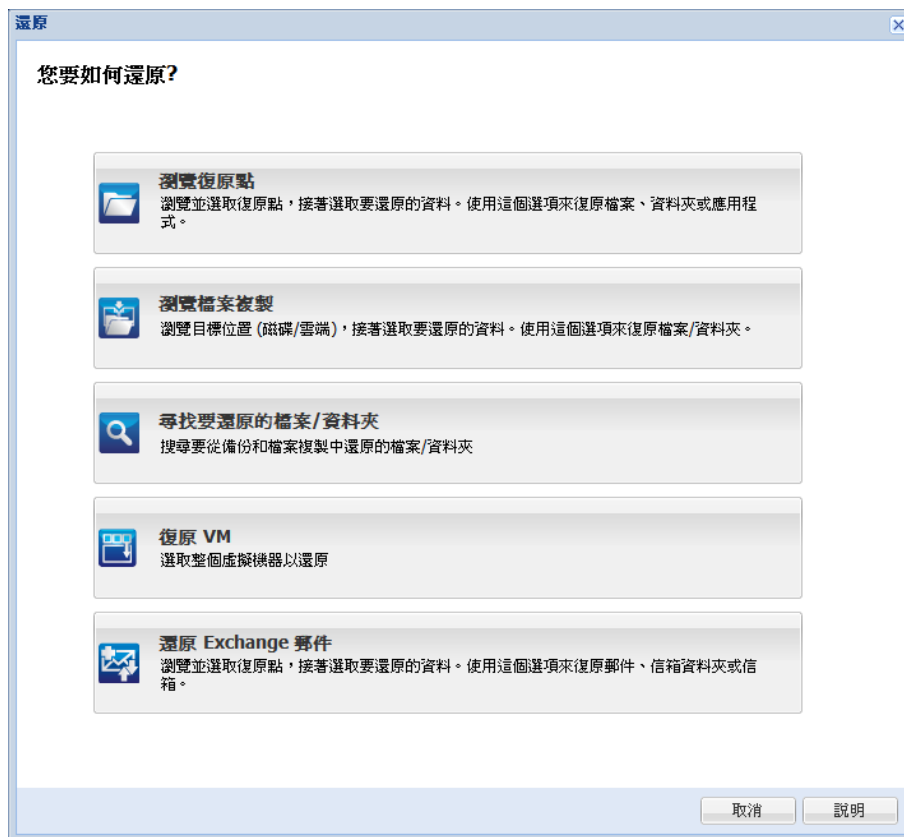 還原
您要如何還原?
瀏覽復原點
瀏覽並選取復原點，接著選取要還原的資料。使用這個選項來復原檔案、資料夾或應用程
式。
瀏覽檔案複製
瀏覽目標位置 (磁碟/雲端)，接著選取要還原的資料。使用這個選項來復原檔案/資料夾。
尋找要還原的檔案/資料夾
搜尋要從備份和檔案複製中還原的檔案/資料夾
復原 VM
選取整個虛擬機器以還原
還原 Exchange 郵件
瀏覽並選取復原點，接著選取要還原的資料。使用這個選項來復原郵件、信箱資料夾或信
箱。
取消
說明